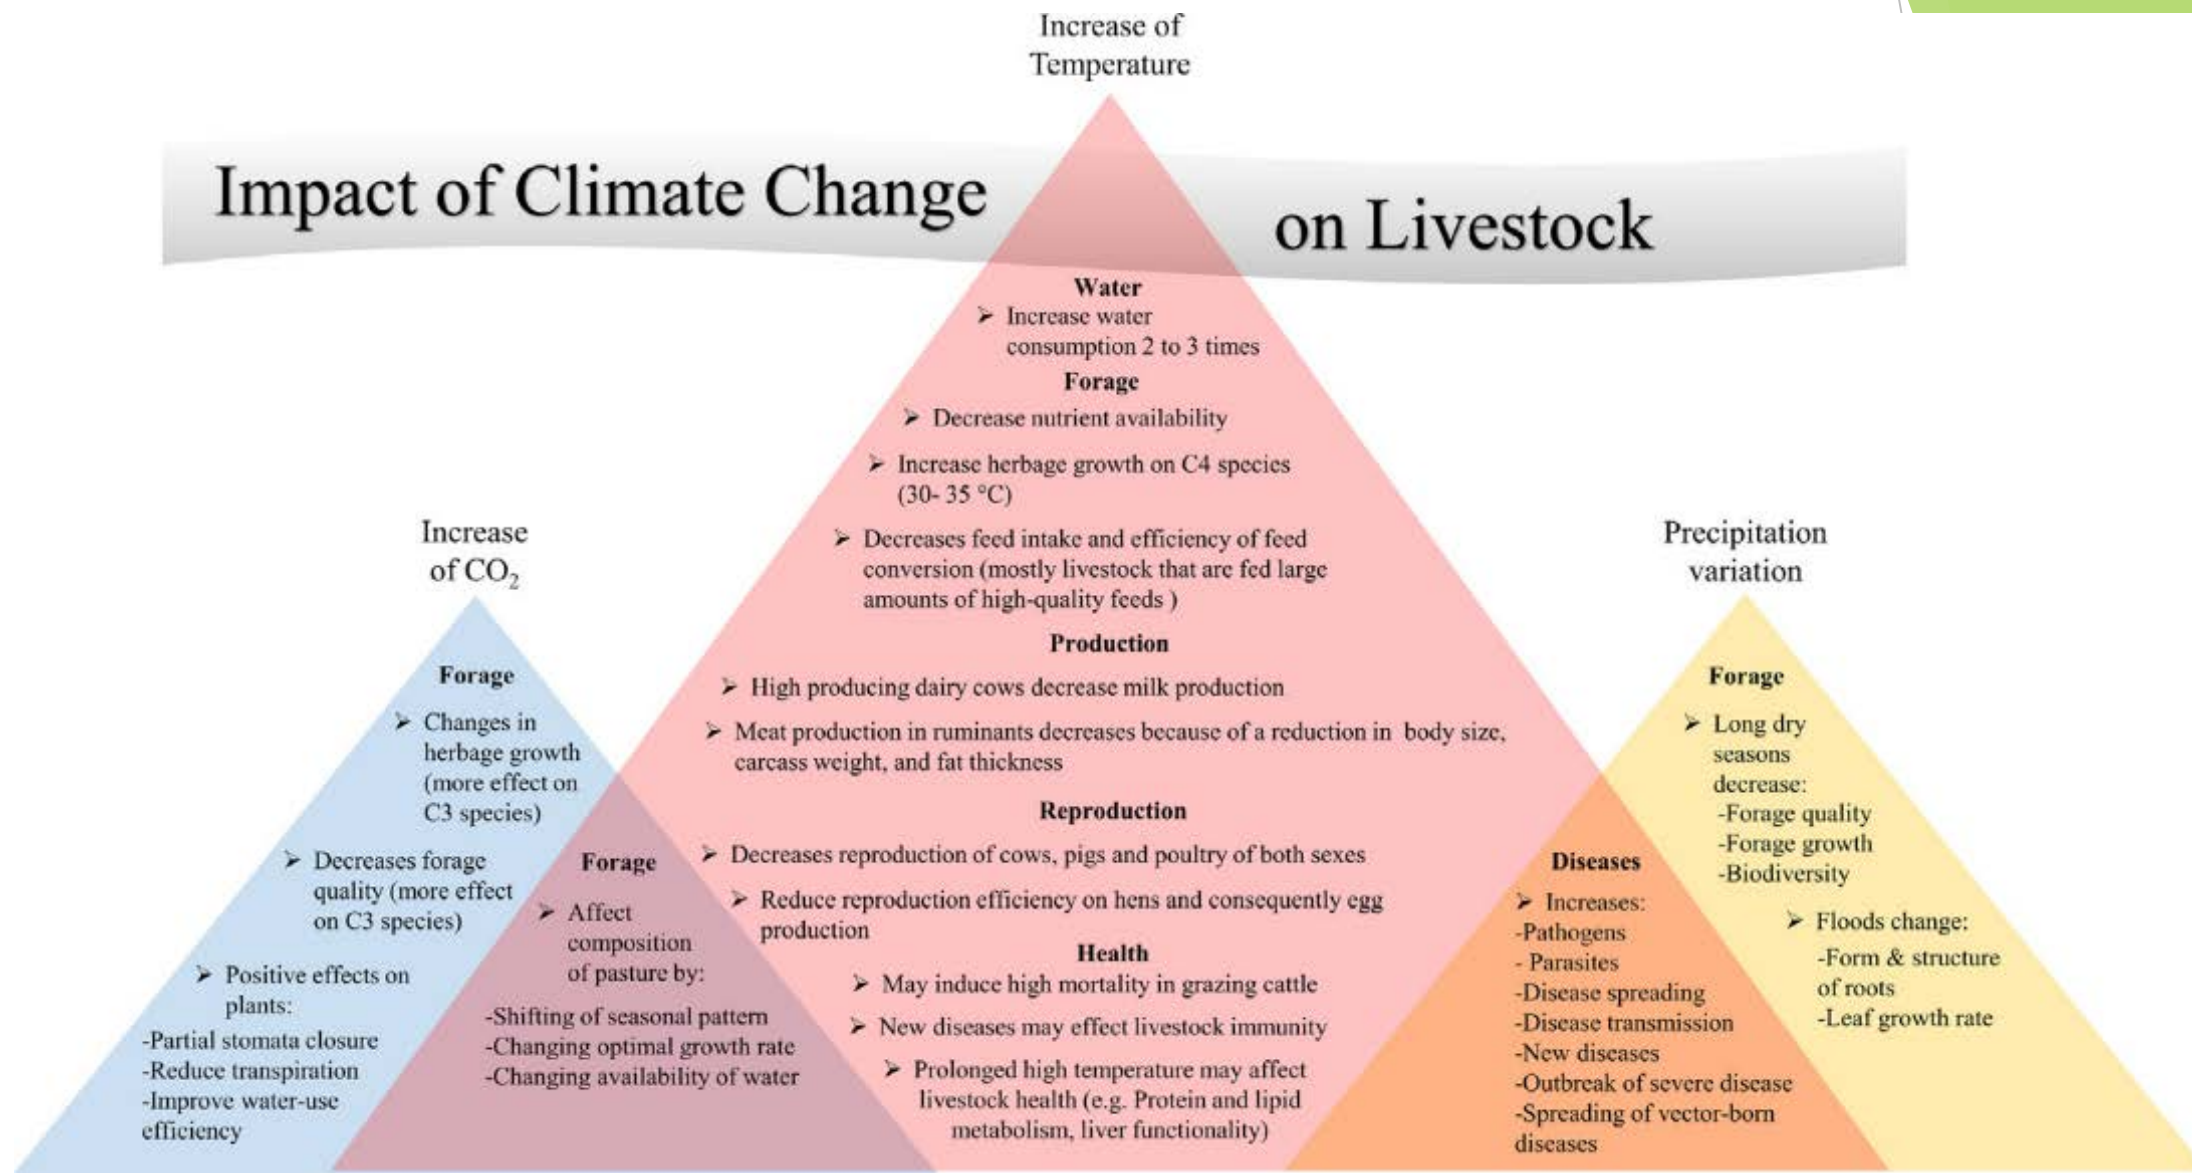 Increase of
Temperature
Impact of Climate Change
on Livestock
Water
➤ Increase water
consumption 2 to 3 times
Forage
➤ Decrease nutrient availability
➤ Increase herbage growth on C4 species
(30- 35 °C)
➤ Decreases feed intake and efficiency of feed
conversion (mostly livestock that are fed large
amounts of high-quality feeds )
Production
➤ High producing dairy cows decrease milk production
➤ Meat production in ruminants decreases because of a reduction in body size,
carcass weight, and fat thickness
Reproduction
➤ Decreases reproduction of cows, pigs and poultry of both sexes
➤ Reduce reproduction efficiency on hens and consequently egg
production
Health
➤ May induce high mortality in grazing cattle
➤ New diseases may effect livestock immunity
➤ Prolonged high temperature may affect
livestock health (e.g. Protein and lipid
metabolism, liver functionality)
Increase
of CO₂
Forage
➤ Changes in
herbage growth
(more effect on
C3 species)
➤ Decreases forage
quality (more effect
on C3 species)
➤ Positive effects on
plants:
-Partial stomata closure
-Reduce transpiration
-Improve water-use
efficiency
Forage
➤ Affect
composition
of pasture by:
-Shifting of seasonal pattern
-Changing optimal growth rate
-Changing availability of water
Precipitation
variation
Forage
➤ Long dry
seasons
decrease:
-Forage quality
-Forage growth
-Biodiversity
➤ Floods change:
-Form & structure
of roots
-Leaf growth rate
Diseases
➤ Increases:
-Pathogens
- Parasites
-Disease spreading
-Disease transmission
-New diseases
-Outbreak of severe disease
-Spreading of vector-born
diseases